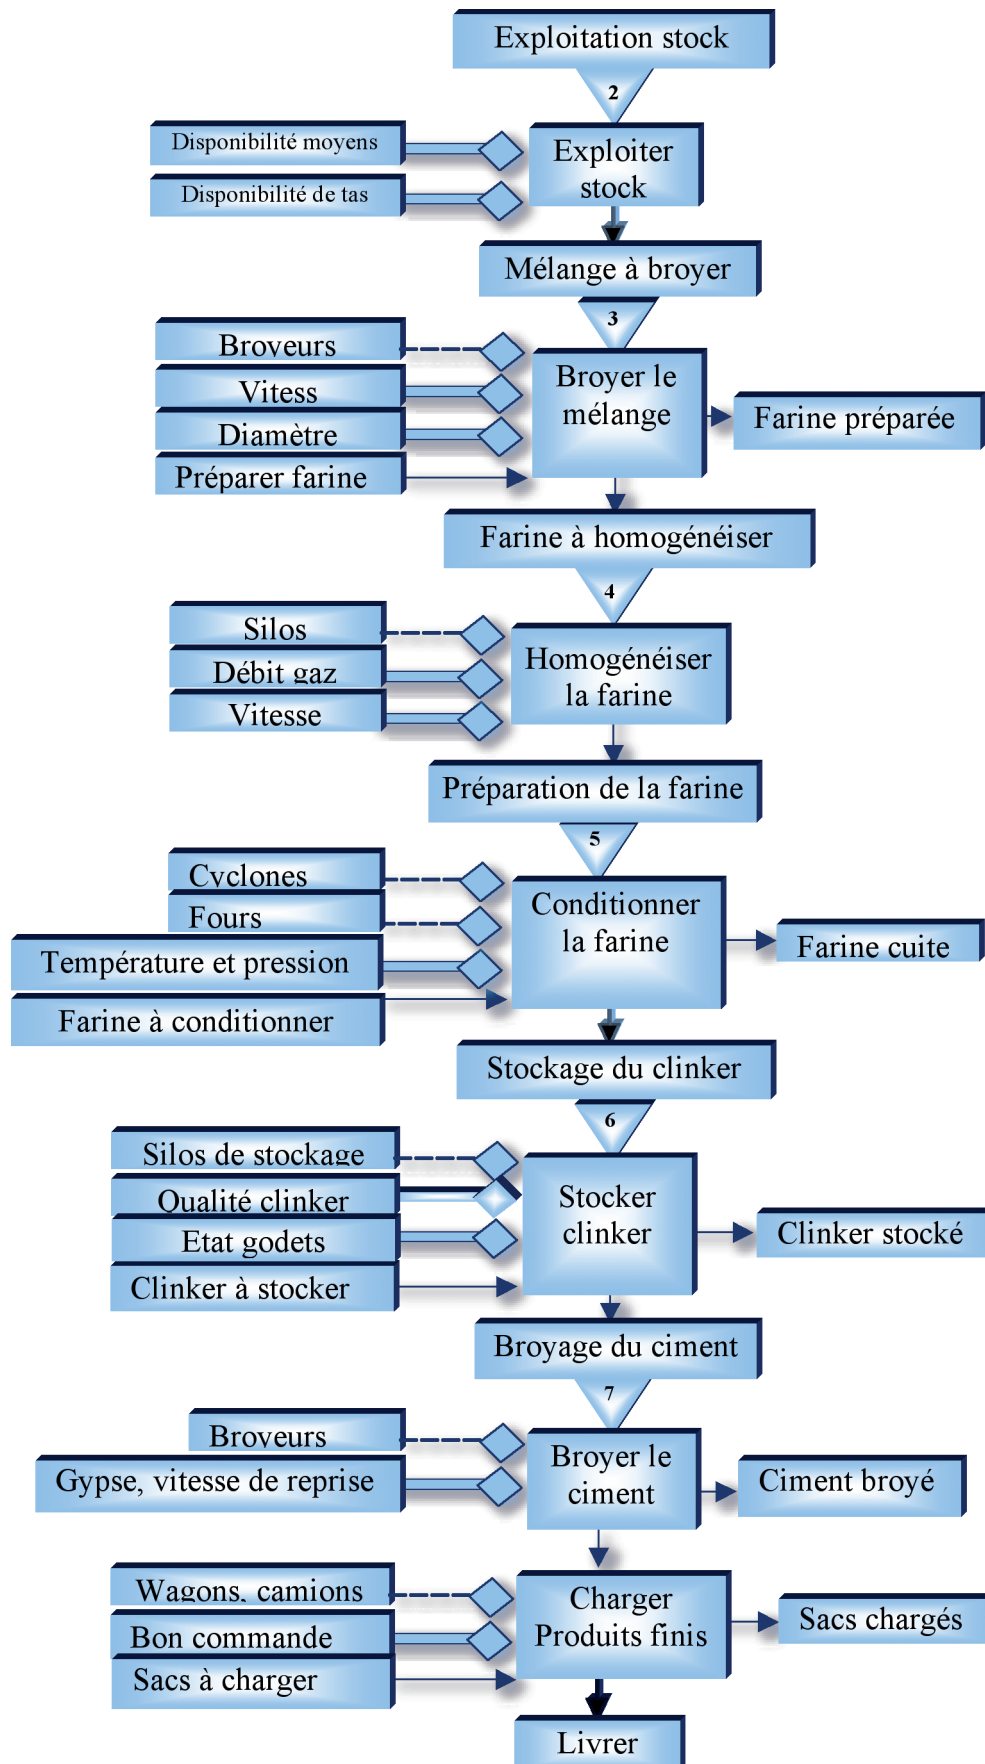 Exploitation stock
2
Disponibilité moyens
Disponibilité de tas
Exploiter
stock
Mélange à broyer
3
Broveurs
Vitess
Diamètre
Préparer farine
Broyer le
mélange
Farine préparée
Farine à homogénéiser
4
Silos
Débit gaz
Vitesse
Homogénéiser
la farine
Préparation de la farine
5
Cvclones
Fours
Température et pression
Farine à conditionner
Conditionner
la farine
Farine cuite
Stockage du clinker
6
Silos de stockage
Qualité clinker
Etat godets
Clinker à stocker
Stocker
clinker
Clinker stocké
Broyage du ciment
7
Broveurs
Gypse, vitesse de reprise
Broyer le
ciment
Ciment broyé
Wagons, camions
Bon commande
Sacs à charger
Charger
Produits finis
Sacs chargés
Livrer